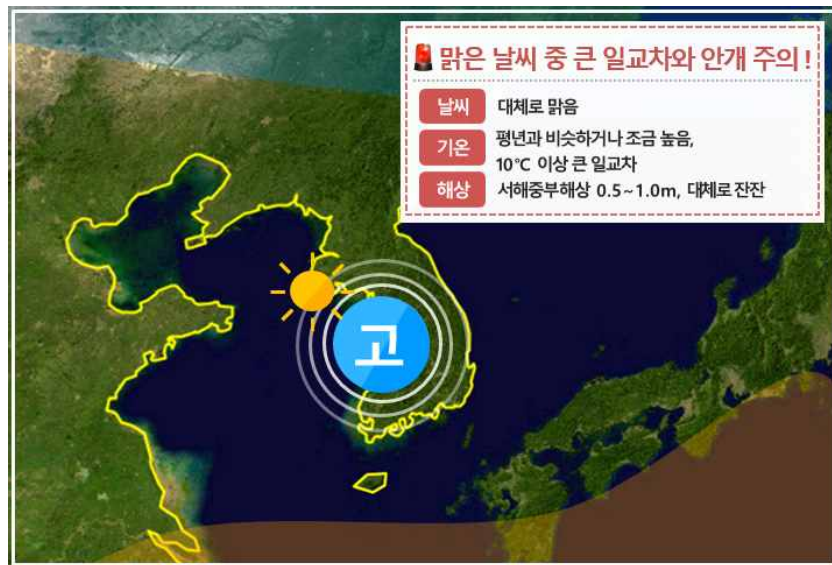 맑은 날씨 중 큰 일교차와 안개 주의 !
날씨 대체로 맑음
기온 평년과 비슷하거나 조금 높음,
10℃ 이상 큰 일교차
해상 서해중부해상 0.5~1.0m, 대체로 잔잔
고